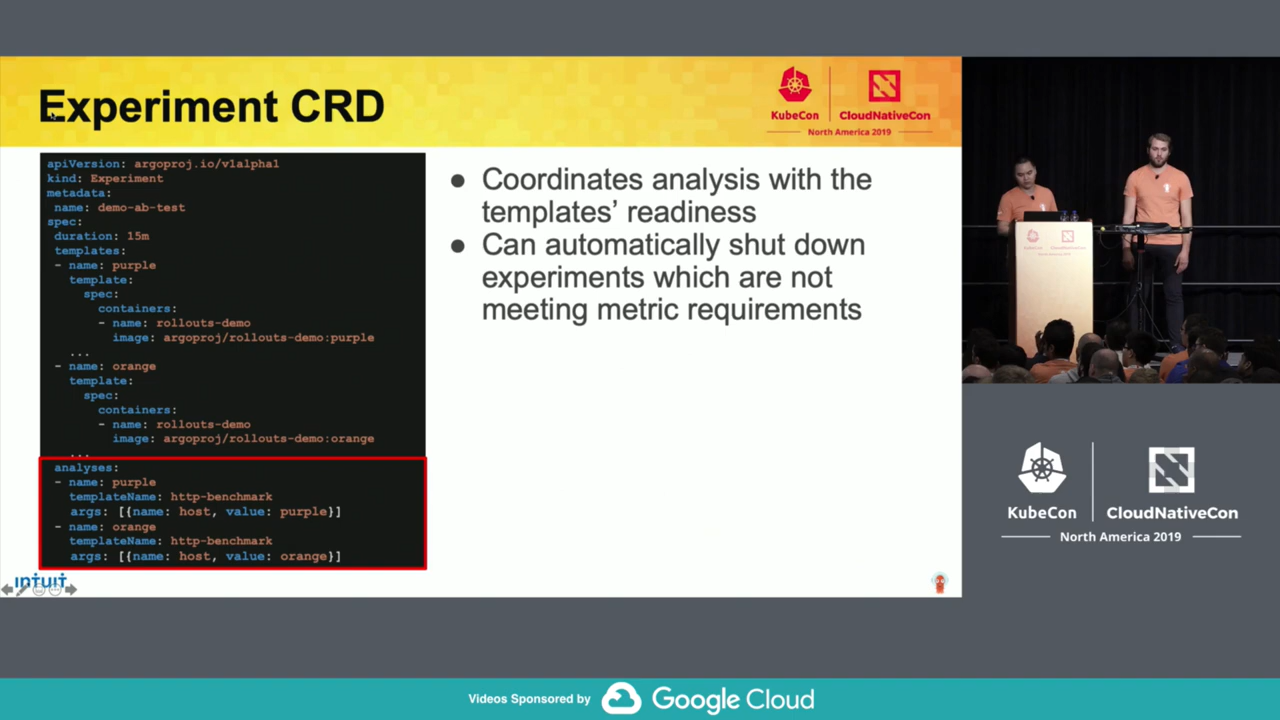 Experiment CRD
KubeCon
CloudNativeCon
North America 2019
apiVersion: argoproj.io/v1alpha1
kind: Experiment
metadata:
name: demo-ab-test
spec:
duration: 15m
templates:
- name: purple
template:
spec:
containers:
- name: rollouts-demo
image: argoproj/rollouts-demo:purple
...
- name: orange
template:
spec:
containers:
- name: rollouts-demo
image: argoproj/rollouts-demo:orange
...
analyses:
- name: purple
templateName: http-benchmark
args: [{name: host, value: purple}]
- name: orange
templateName: http-benchmark
args: [{name: host, value: orange}]
● Coordinates analysis with the
templates’ readiness
● Can automatically shut down
experiments which are not
meeting metric requirements
intuit
KubeCon
CloudNativeCon
North America 2019
Videos Sponsored by Google Cloud